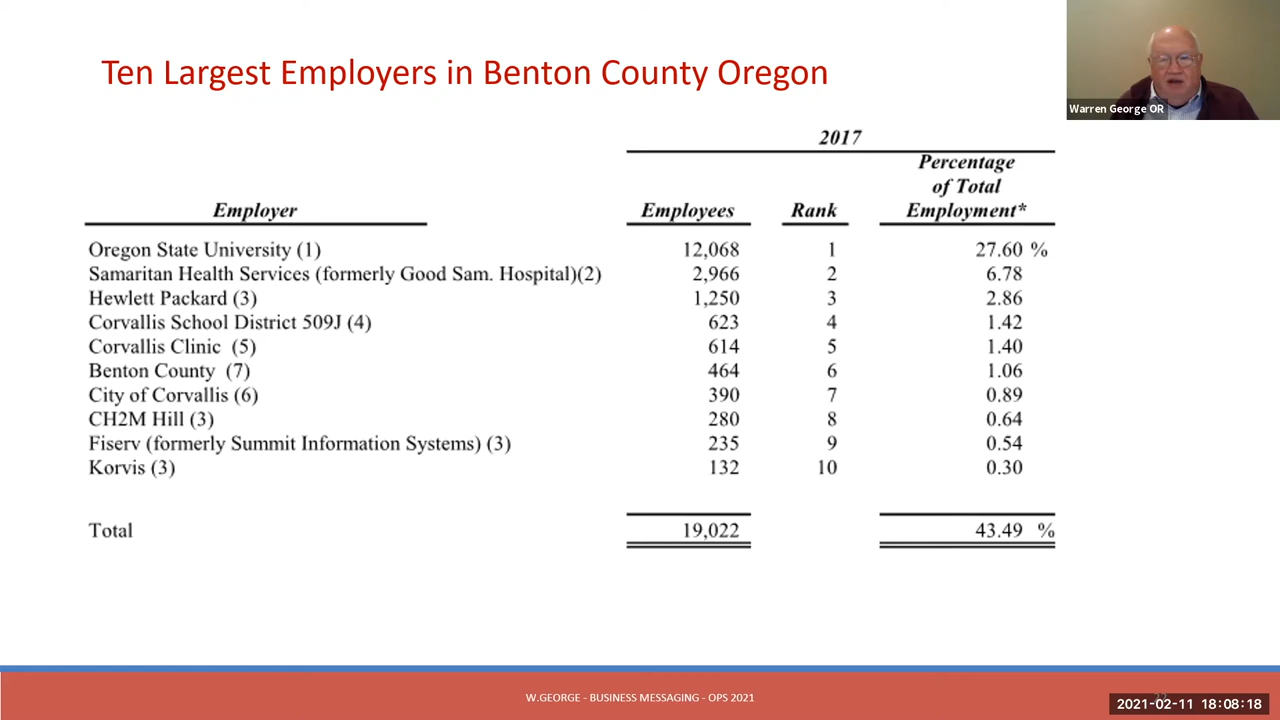 Ten Largest Employers in Benton County Oregon
Warren George OR
2017
Percentage
of Total
Employer Employees Rank Employment*
Oregon State University (1) 12,068 1 27.60 %
Samaritan Health Services (formerly Good Sam. Hospital)(2) 2,966 2 6.78
Hewlett Packard (3) 1,250 3 2.86
Corvallis School District 509J (4) 623 4 1.42
Corvallis Clinic (5) 614 5 1.40
Benton County (7) 464 6 1.06
City of Corvallis (6) 390 7 0.89
CH2M Hill (3) 280 8 0.64
Fiserv (formerly Summit Information Systems) (3) 235 9 0.54
Korvis (3) 132 10 0.30
Total 19,022 43.49 %
W.GEORGE - BUSINESS MESSAGING - OPS 2021
2021-02-11 18:08:18